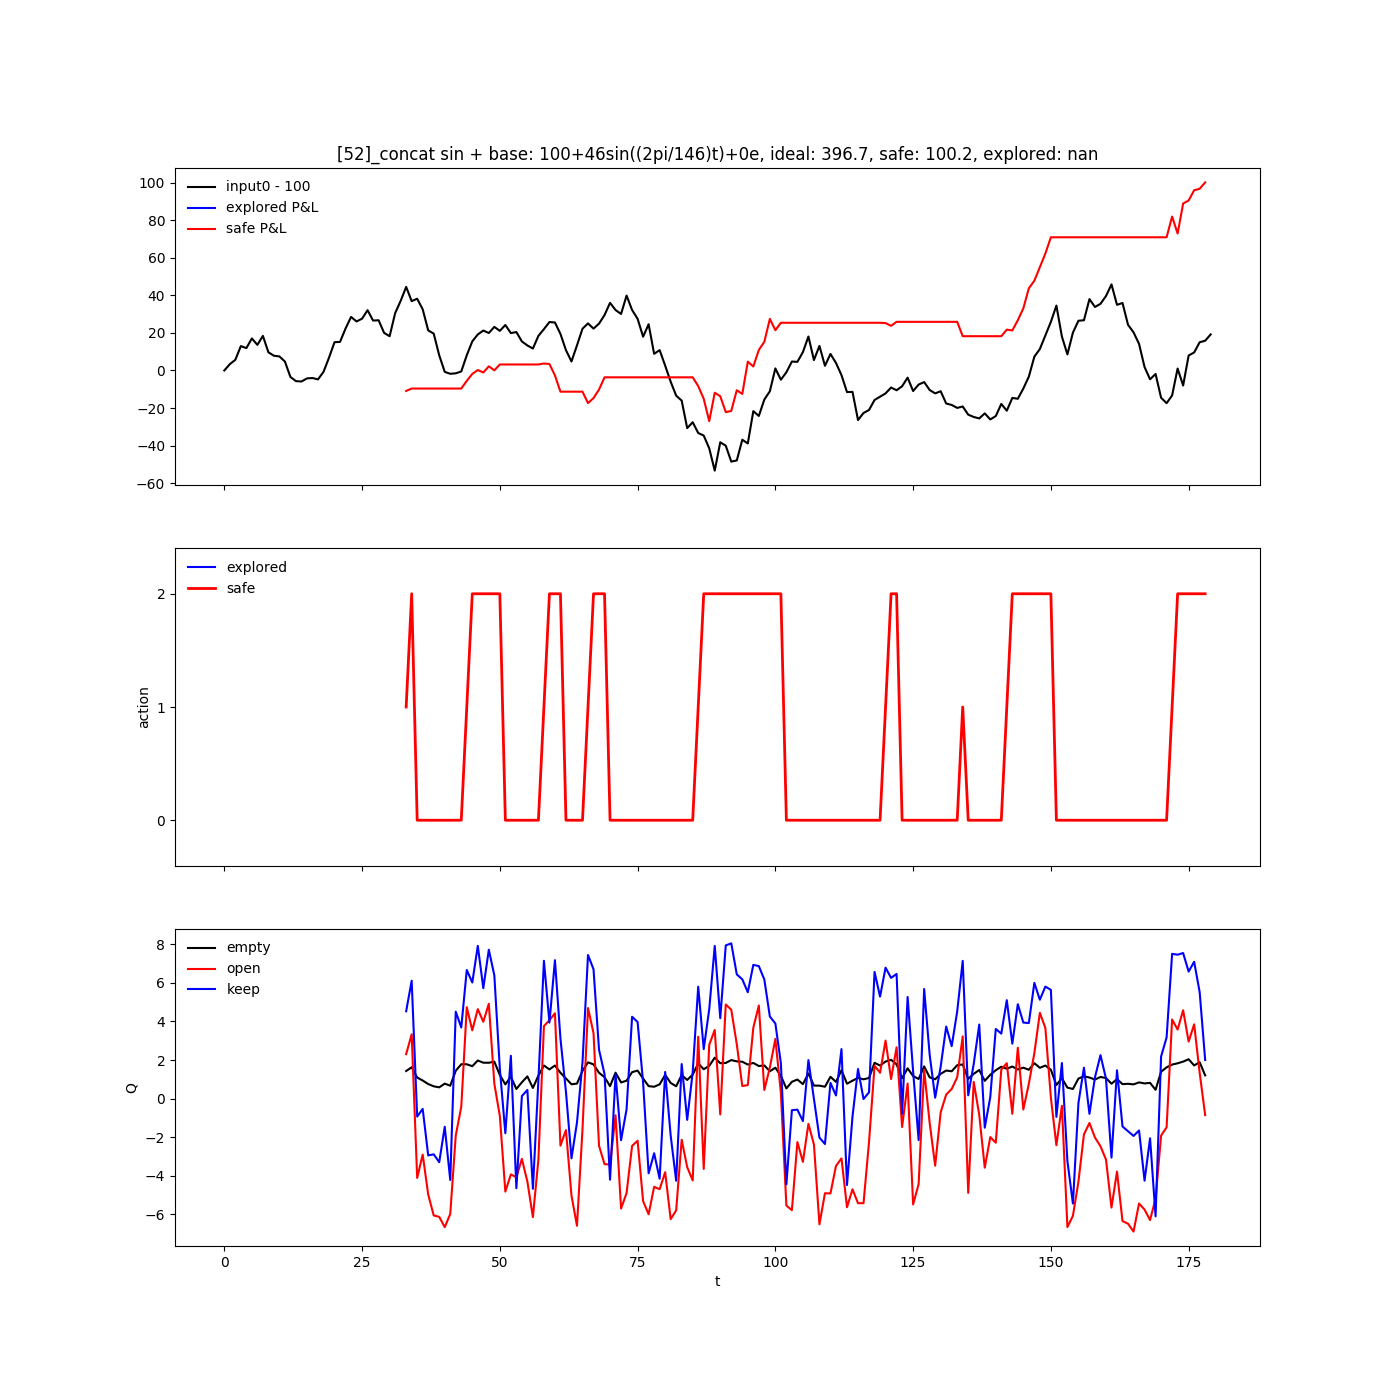 [52]_concat sin + base: 100+46sin((2pi/146)t)+0e, ideal: 396.7, safe: 100.2, explored: nan
input0 - 100
explored P&L
safe P&L
100
80
60
40
20
0
−20
−40
−60
explored
safe
2
1
0
action
empty
open
keep
8
6
4
2
0
−2
−4
−6
Q
0 25 50 75 100 125 150 175
t